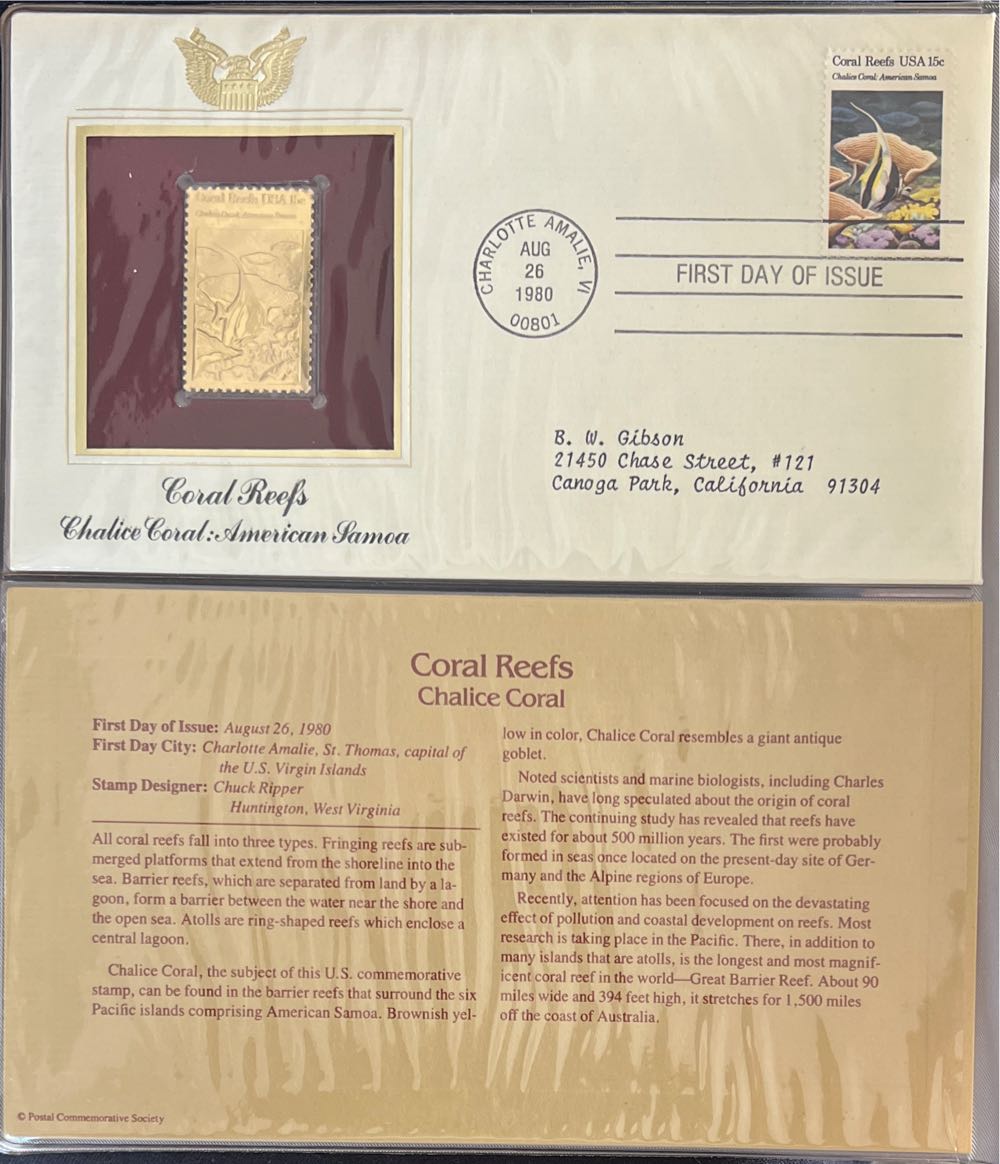 Coral Reefs USA 15c
Chalice Coral: American Samoa
Coral Reefs USA 15c
Chalice Coral: American Samoa
CHARLOTTE AMALIE, VI
AUG
26
1980
00801
FIRST DAY OF ISSUE
B. W. Gibson
21450 Chase Street, #121
Canoga Park, California 91304
Coral Reefs
Chalice Coral: American Samoa
Coral Reefs
Chalice Coral
First Day of Issue: August 26, 1980
First Day City: Charlotte Amalie, St. Thomas, capital of
the U.S. Virgin Islands
Stamp Designer: Chuck Ripper
Huntington, West Virginia
All coral reefs fall into three types. Fringing reefs are sub-
merged platforms that extend from the shoreline into the
sea. Barrier reefs, which are separated from land by a la-
goon, form a barrier between the water near the shore and
the open sea. Atolls are ring-shaped reefs which enclose a
central lagoon.
Chalice Coral, the subject of this U.S. commemorative
stamp, can be found in the barrier reefs that surround the six
Pacific islands comprising American Samoa. Brownish yel-
low in color, Chalice Coral resembles a giant antique
goblet.
Noted scientists and marine biologists, including Charles
Darwin, have long speculated about the origin of coral
reefs. The continuing study has revealed that reefs have
existed for about 500 million years. The first were probably
formed in seas once located on the present-day site of Ger-
many and the Alpine regions of Europe.
Recently, attention has been focused on the devastating
effect of pollution and coastal development on reefs. Most
research is taking place in the Pacific. There, in addition to
many islands that are atolls, is the longest and most magnif-
icent coral reef in the world—Great Barrier Reef. About 90
miles wide and 394 feet high, it stretches for 1,500 miles
off the coast of Australia.
© Postal Commemorative Society